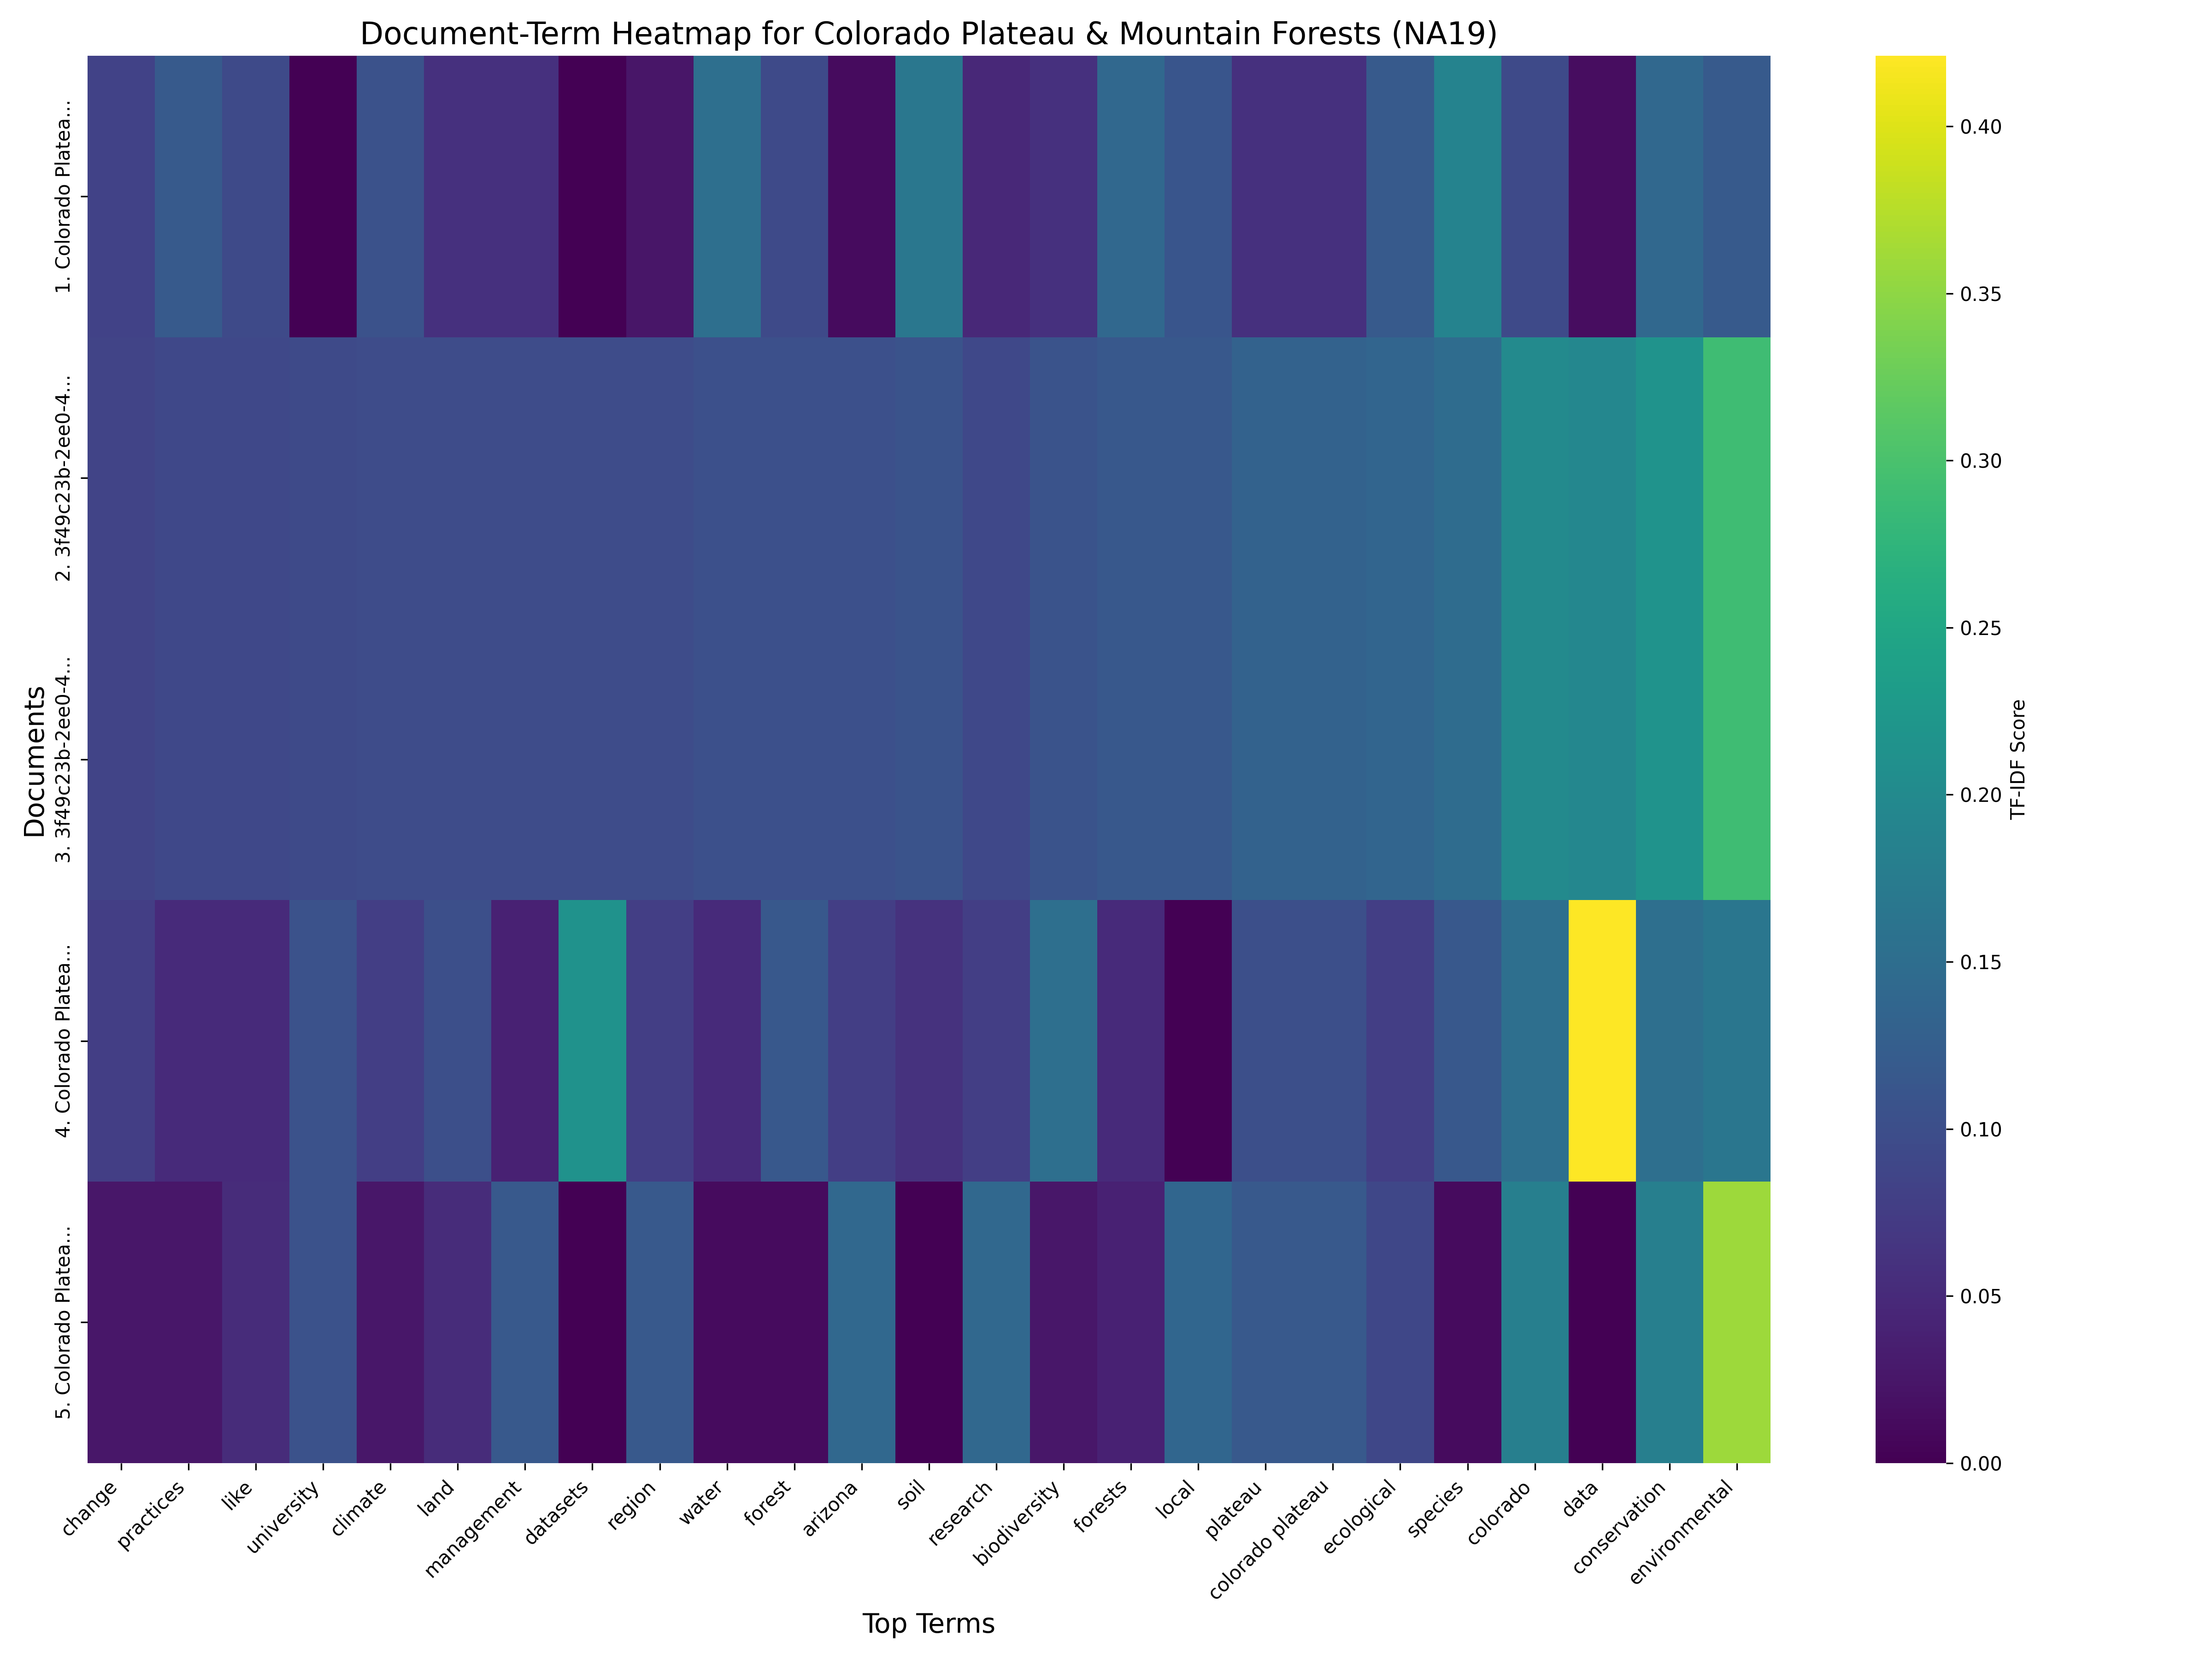 Document-Term Heatmap for Colorado Plateau & Mountain Forests (NA19)
Documents
1. Colorado Platea...
2. 3f49c23b-2ee0-4...
3. 3f49c23b-2ee0-4...
4. Colorado Platea...
5. Colorado Platea...
change
practices
like
university
climate
land
management
datasets
region
water
forest
arizona
soil
research
biodiversity
forests
local
plateau
colorado plateau
ecological
species
colorado
data
conservation
environmental
Top Terms
0.40
0.35
0.30
0.25
0.20
0.15
0.10
0.05
0.00
TF-IDF Score